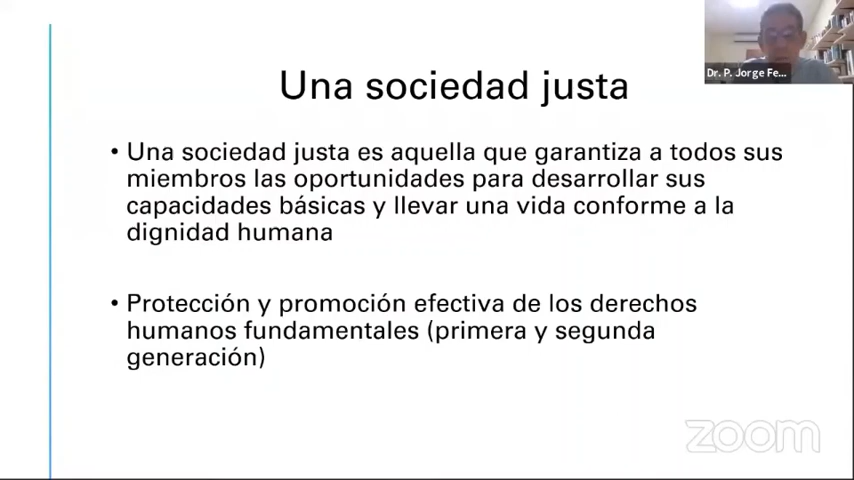 Dr. P. Jorge Fe...
Una sociedad justa
• Una sociedad justa es aquella que garantiza a todos sus
miembros las oportunidades para desarrollar sus
capacidades básicas y llevar una vida conforme a la
dignidad humana
• Protección y promoción efectiva de los derechos
humanos fundamentales (primera y segunda
generación)
zoom